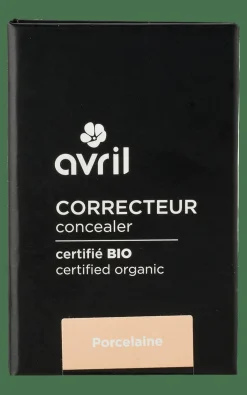 avril
CORRECTEUR
concealer
certifié BIO
certified organic
Porcelaine